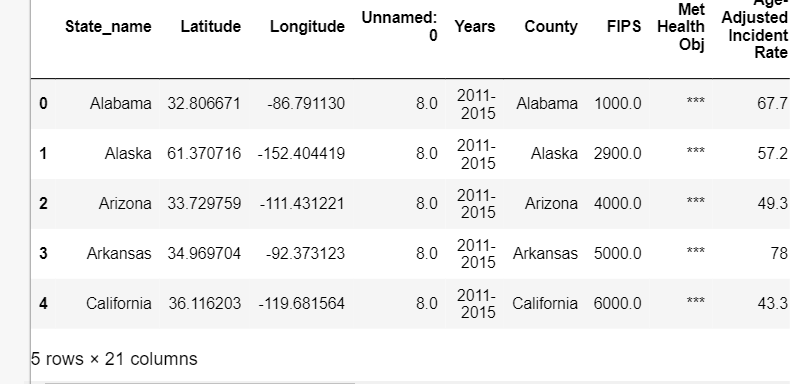 State_name Latitude Longitude Unnamed: 0 Years County FIPS Met Health Obj Age-Adjusted Incident Rate
0 Alabama 32.806671 -86.791130 8.0 2011-2015 Alabama 1000.0 *** 67.7
1 Alaska 61.370716 -152.404419 8.0 2011-2015 Alaska 2900.0 *** 57.2
2 Arizona 33.729759 -111.431221 8.0 2011-2015 Arizona 4000.0 *** 49.3
3 Arkansas 34.969704 -92.373123 8.0 2011-2015 Arkansas 5000.0 *** 78
4 California 36.116203 -119.681564 8.0 2011-2015 California 6000.0 *** 43.3
5 rows × 21 columns